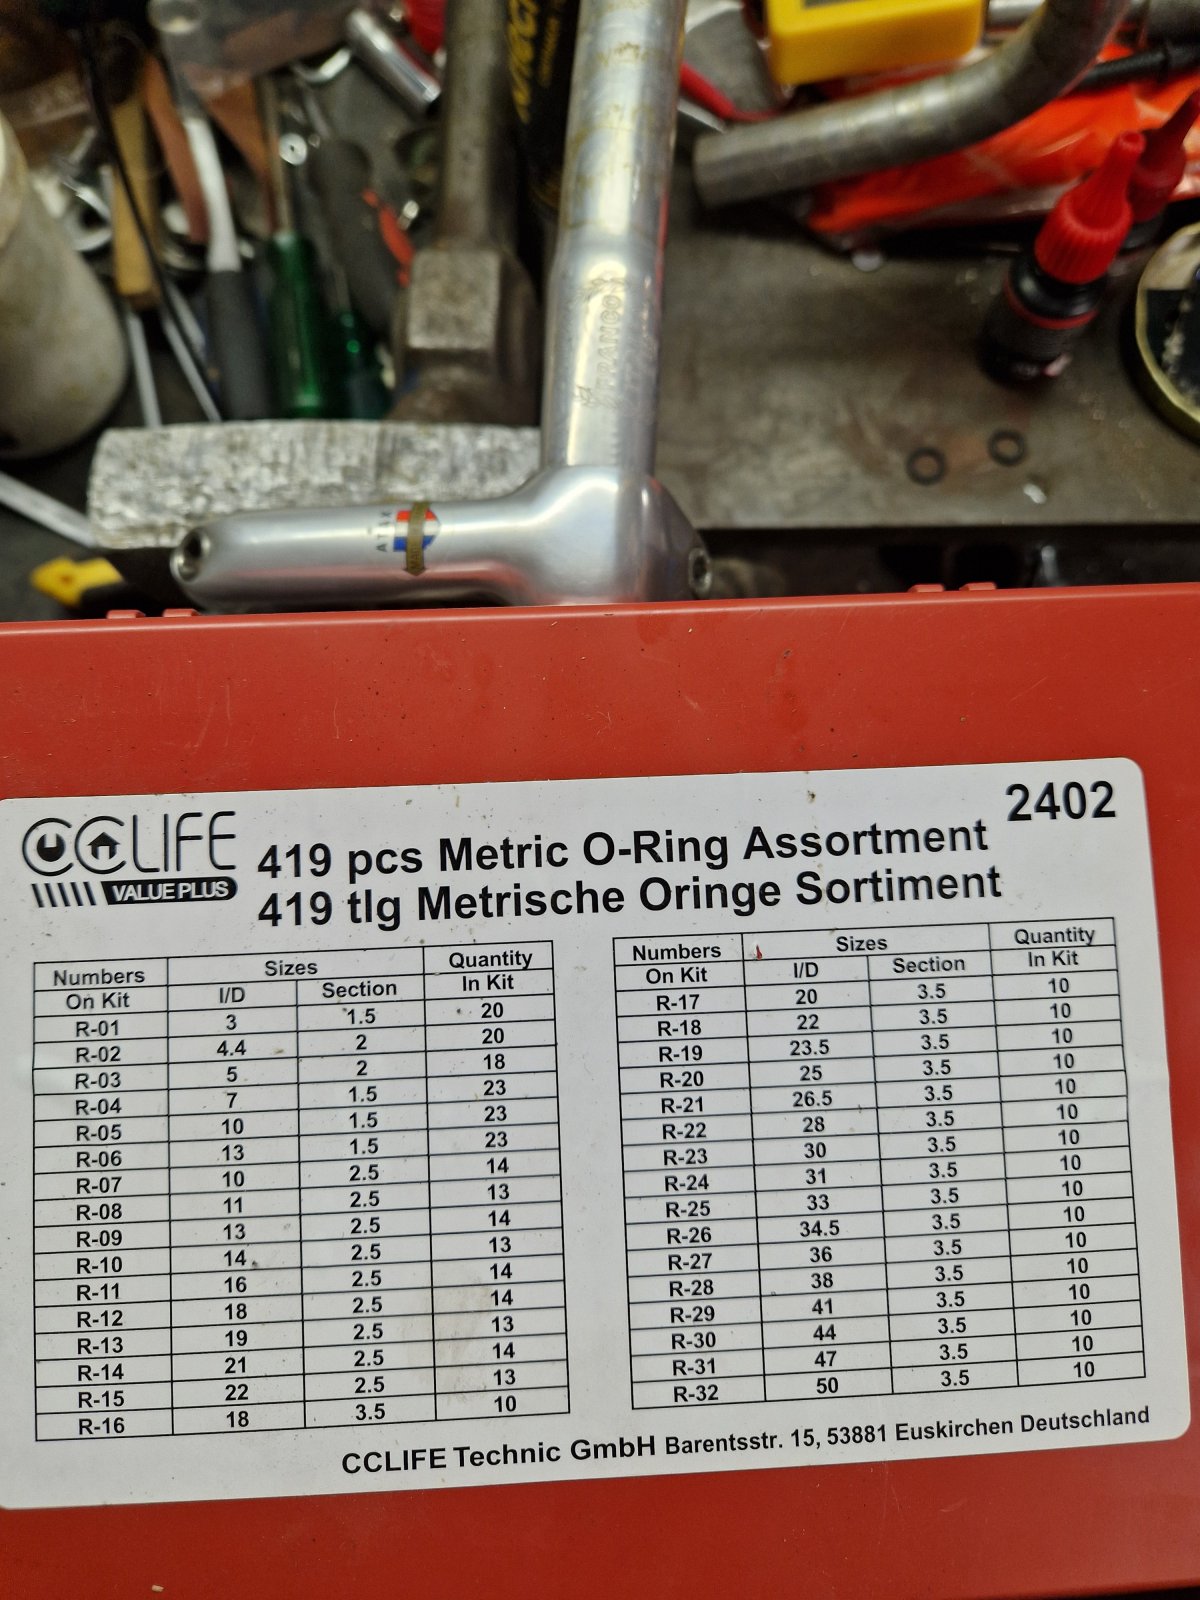 FRANCO
ATAX
2402
CCLIFE
VALUE PLUS
419 pcs Metric O-Ring Assortment
419 tlg Metrische Oringe Sortiment
Numbers Sizes Quantity
On Kit I/D Section In Kit
R-01 3 1.5 20
R-02 4.4 2 20
R-03 5 2 18
R-04 7 1.5 23
R-05 10 1.5 23
R-06 13 1.5 23
R-07 10 2.5 14
R-08 11 2.5 13
R-09 13 2.5 14
R-10 14 2.5 13
R-11 16 2.5 14
R-12 18 2.5 14
R-13 19 2.5 13
R-14 21 2.5 14
R-15 22 2.5 13
R-16 18 3.5 10
Numbers Sizes Quantity
On Kit I/D Section In Kit
R-17 20 3.5 10
R-18 22 3.5 10
R-19 23.5 3.5 10
R-20 25 3.5 10
R-21 26.5 3.5 10
R-22 28 3.5 10
R-23 30 3.5 10
R-24 31 3.5 10
R-25 33 3.5 10
R-26 34.5 3.5 10
R-27 36 3.5 10
R-28 38 3.5 10
R-29 41 3.5 10
R-30 44 3.5 10
R-31 47 3.5 10
R-32 50 3.5 10
CCLIFE Technic GmbH Barentsstr. 15, 53881 Euskirchen Deutschland